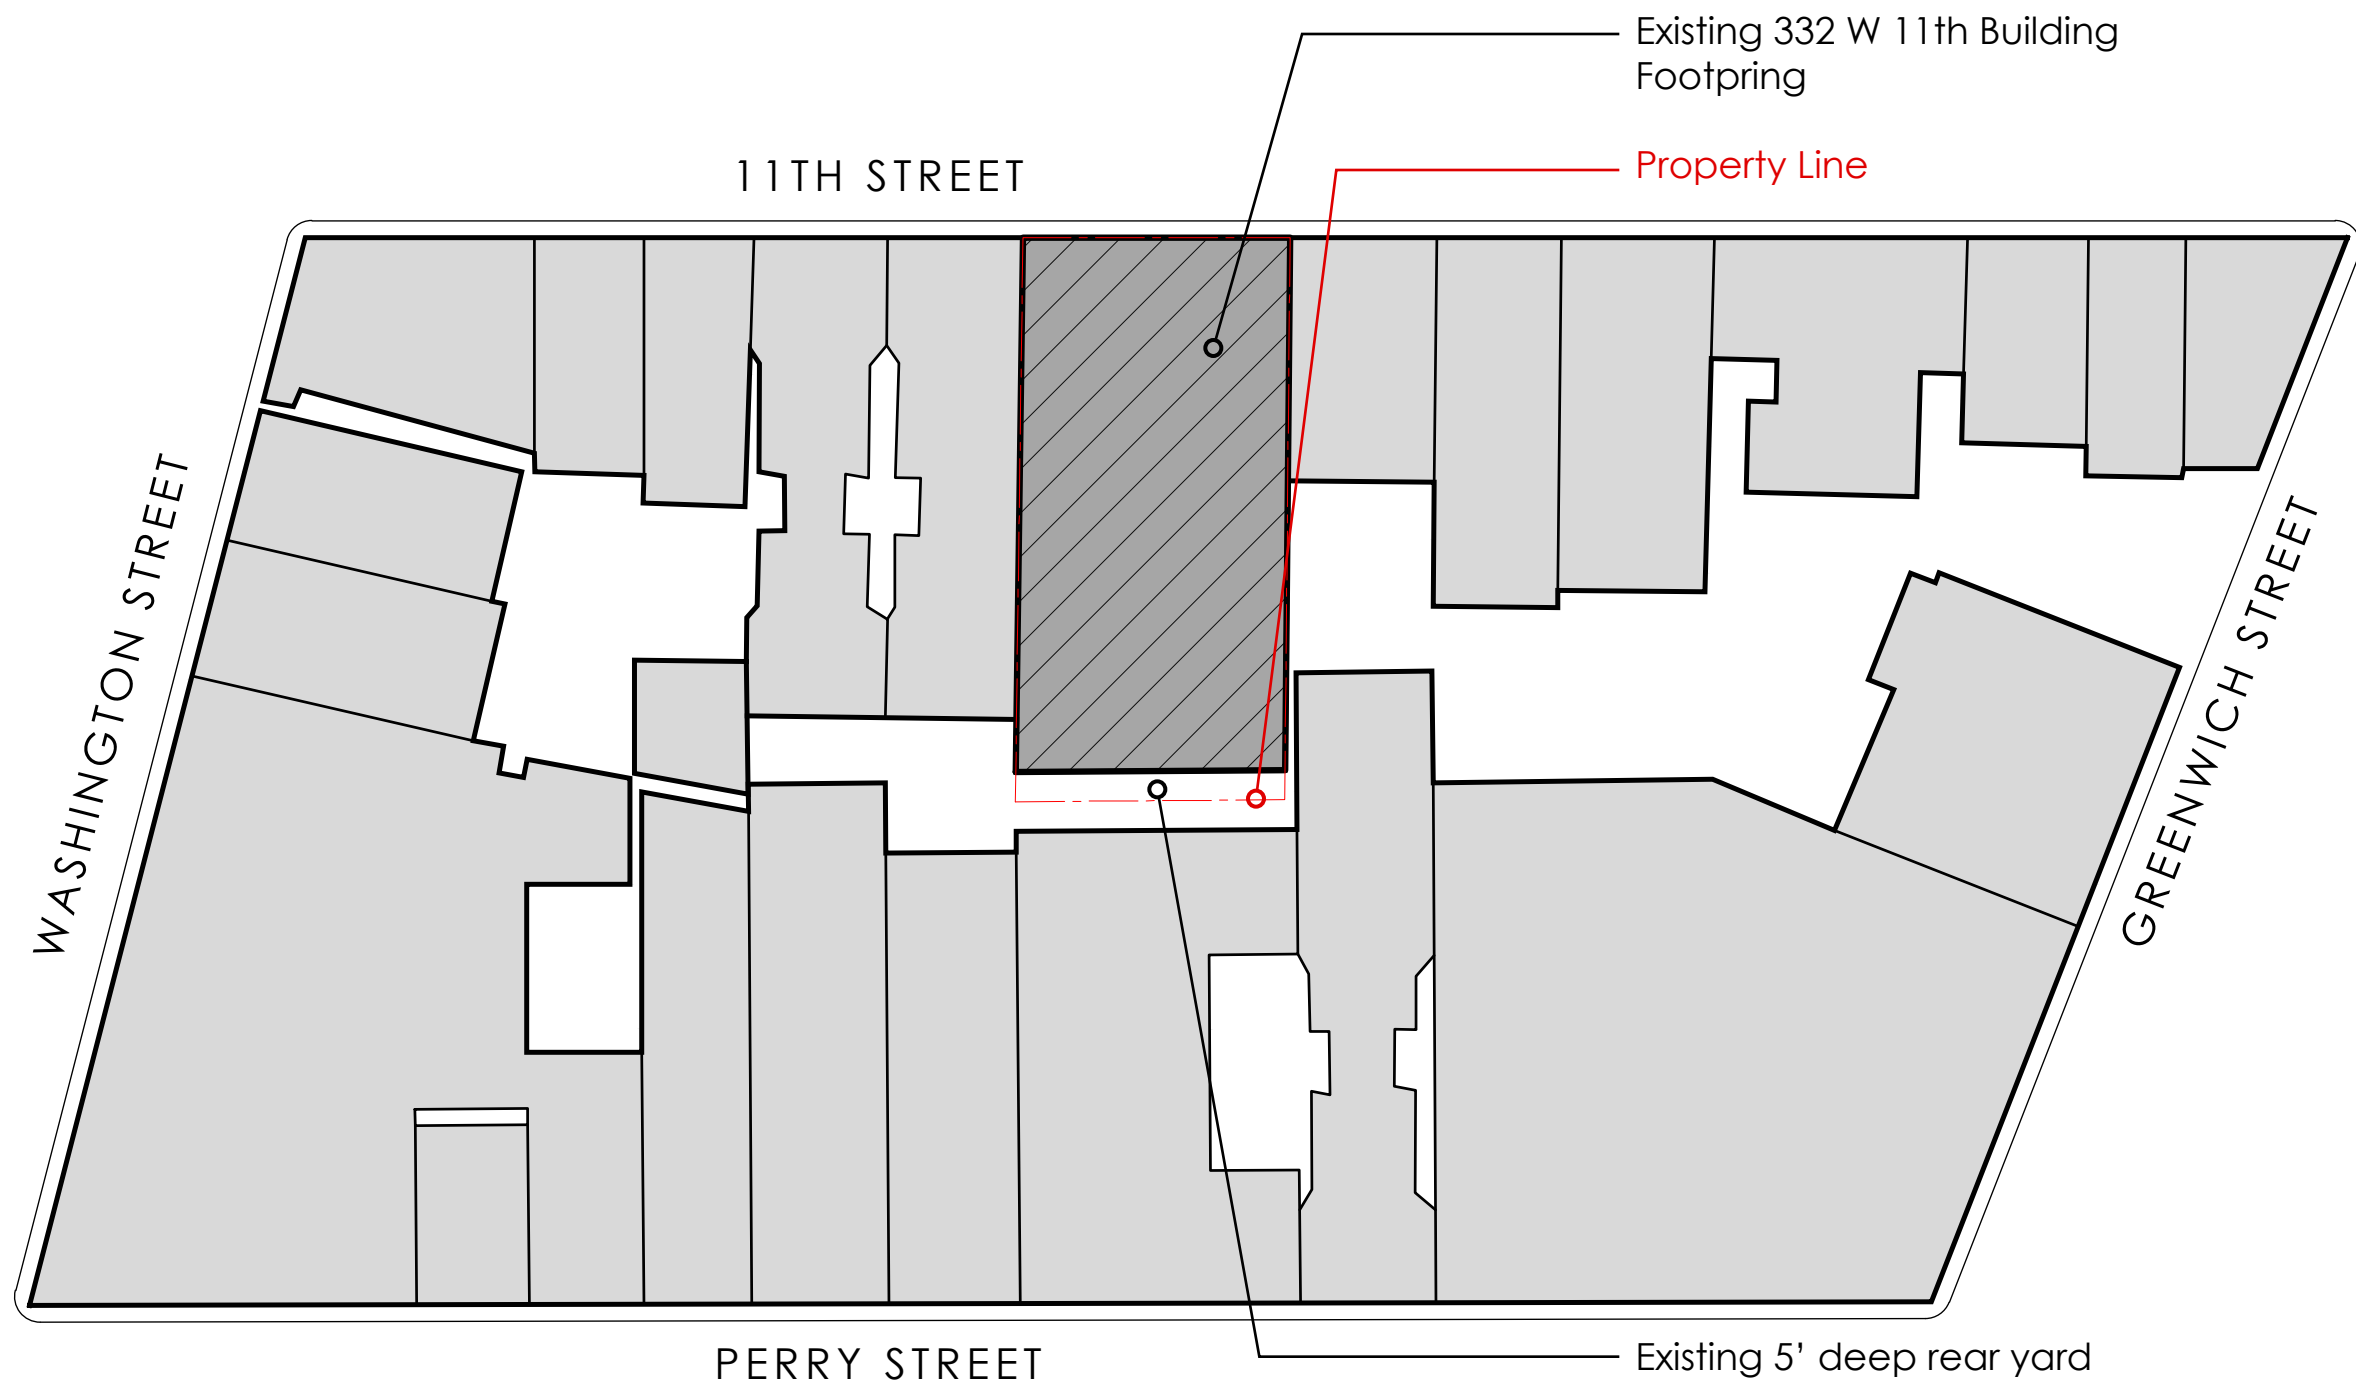 Existing 332 W 11th Building
Footpring
Property Line
11TH STREET
WASHINGTON STREET
GREENWICH STREET
PERRY STREET
Existing 5’ deep rear yard